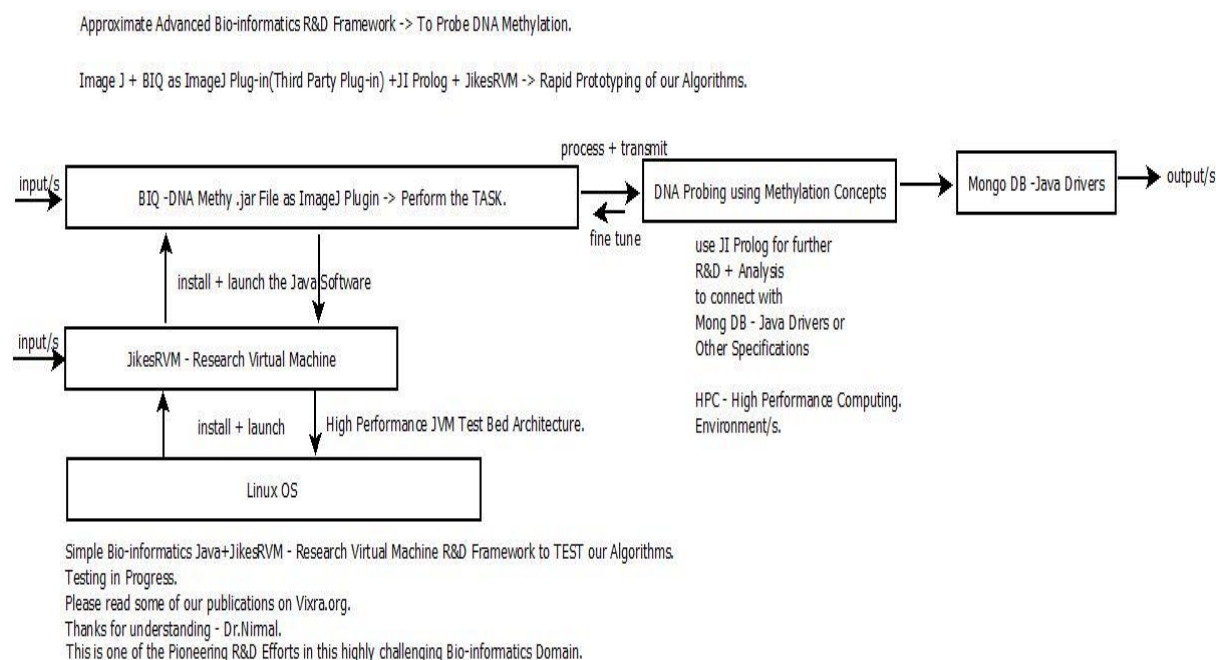 Approximate Advanced Bio-informatics R&D Framework -> To Probe DNA Methylation.
Image J + BIQ as ImageJ Plug-in(Third Party Plug-in) +JI Prolog + JikesRVM -> Rapid Prototyping of our Algorithms.
process + transmit
input/s
BIQ -DNA Methy .jar File as ImageJ Plugin -> Perform the TASK.
DNA Probing using Methylation Concepts
Mongo DB -Java Drivers
output/s
fine tune
use JI Prolog for further
R&D + Analysis
to connect with
Mong DB - Java Drivers or
Other Specifications
HPC - High Performance Computing.
Environment/s.
install + launch the Java Software
input/s
JikesRVM - Research Virtual Machine
install + launch
High Performance JVM Test Bed Architecture.
Linux OS
Simple Bio-informatics Java+JikesRVM - Research Virtual Machine R&D Framework to TEST our Algorithms.
Testing in Progress.
Please read some of our publications on Vixra.org.
Thanks for understanding - Dr.Nirmal.
This is one of the Pioneering R&D Efforts in this highly challenging Bio-informatics Domain.